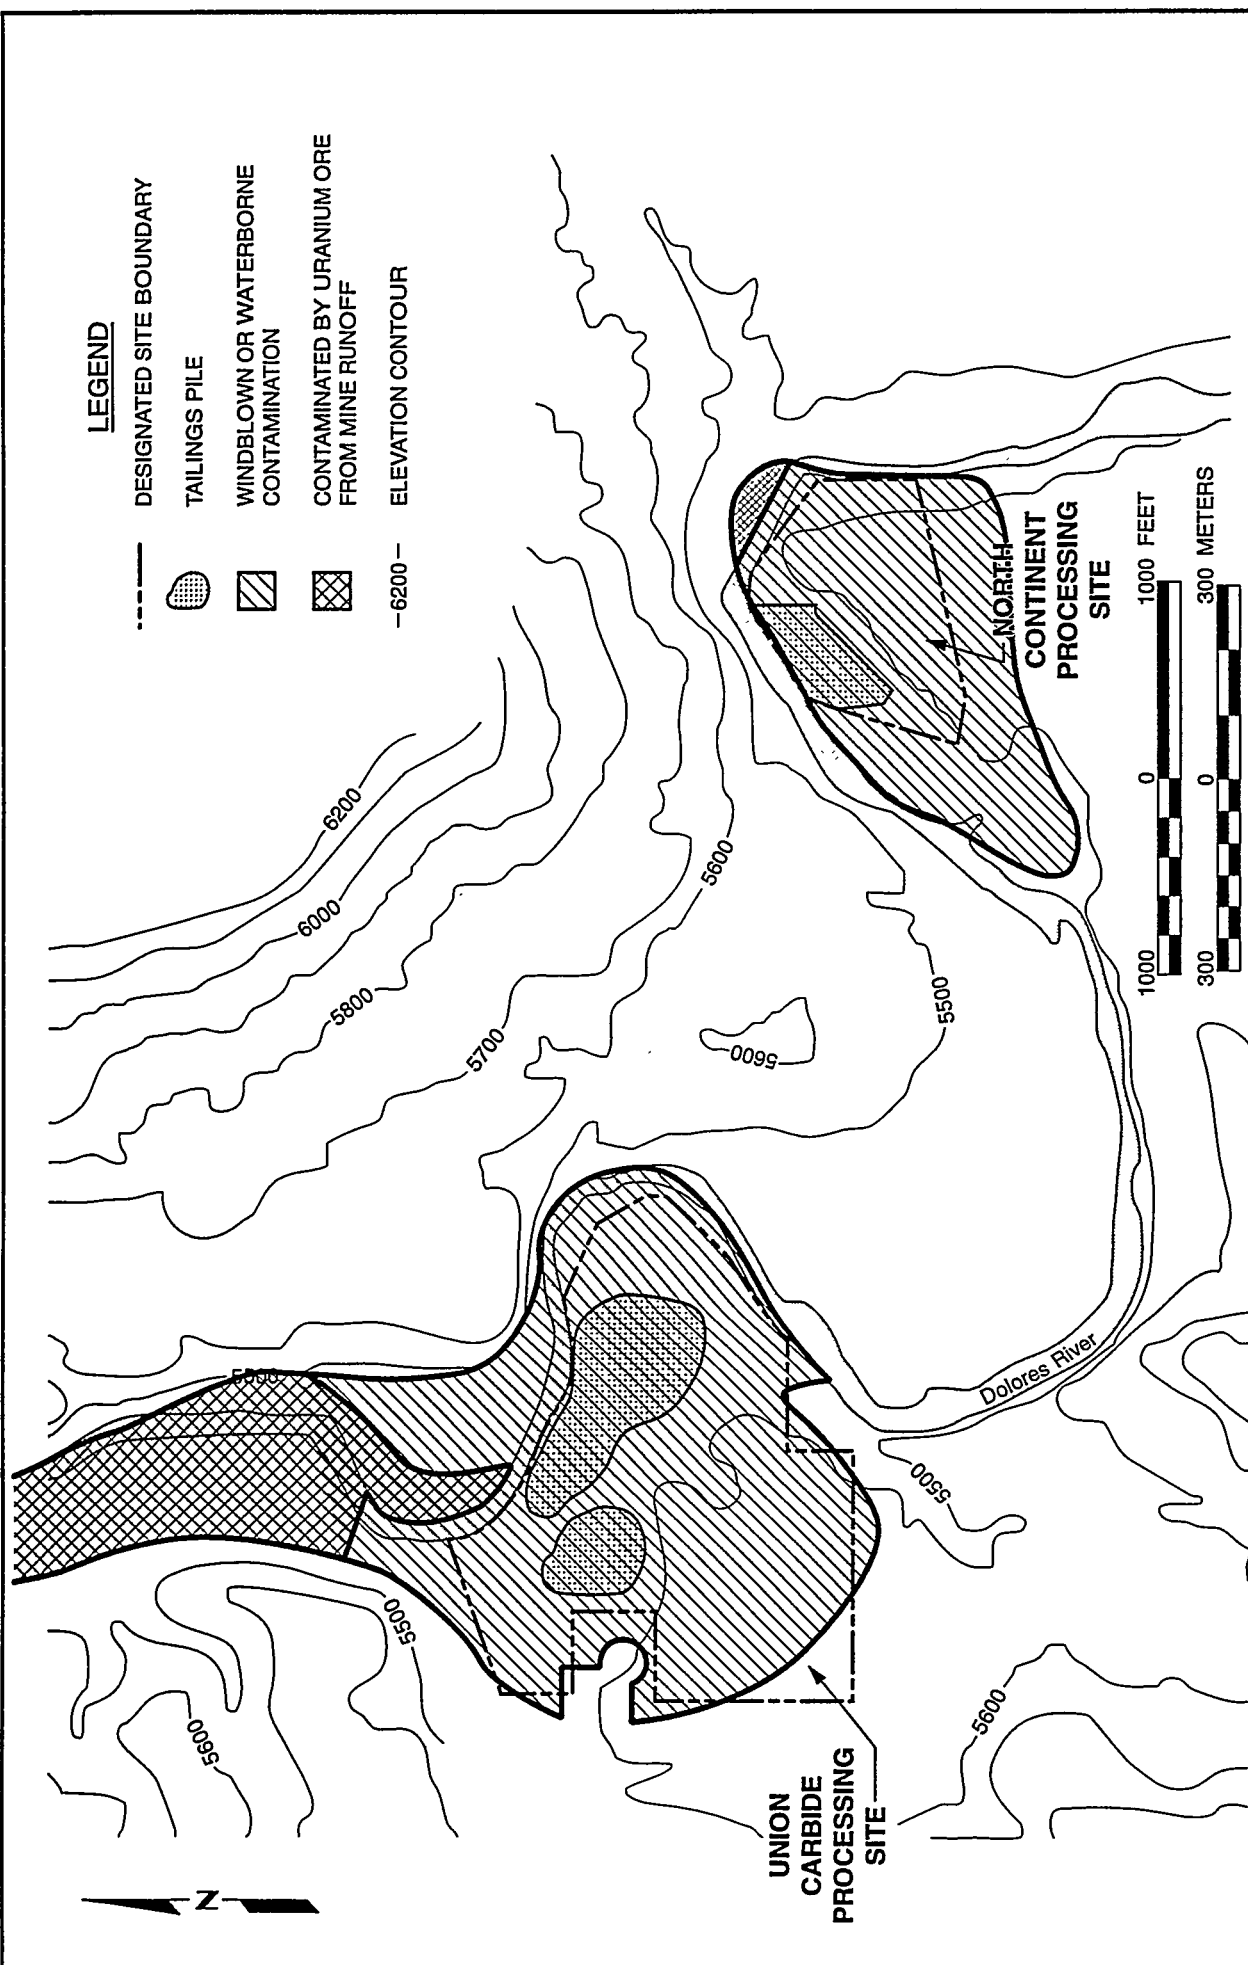 LEGEND
DESIGNATED SITE BOUNDARY
TAILINGS PILE
WINDBLOWN OR WATERBORNE
CONTAMINATION
CONTAMINATED BY URANIUM ORE
FROM MINE RUNOFF
-6200- ELEVATION CONTOUR
6200
6000
5800
5700
5600
5600
5500
5500
5500
5600
5500
5600
Dolores River
N
UNION
CARBIDE
PROCESSING
SITE
NORTH
CONTINENT
PROCESSING
SITE
1000 0 1000 FEET
300 0 300 METERS